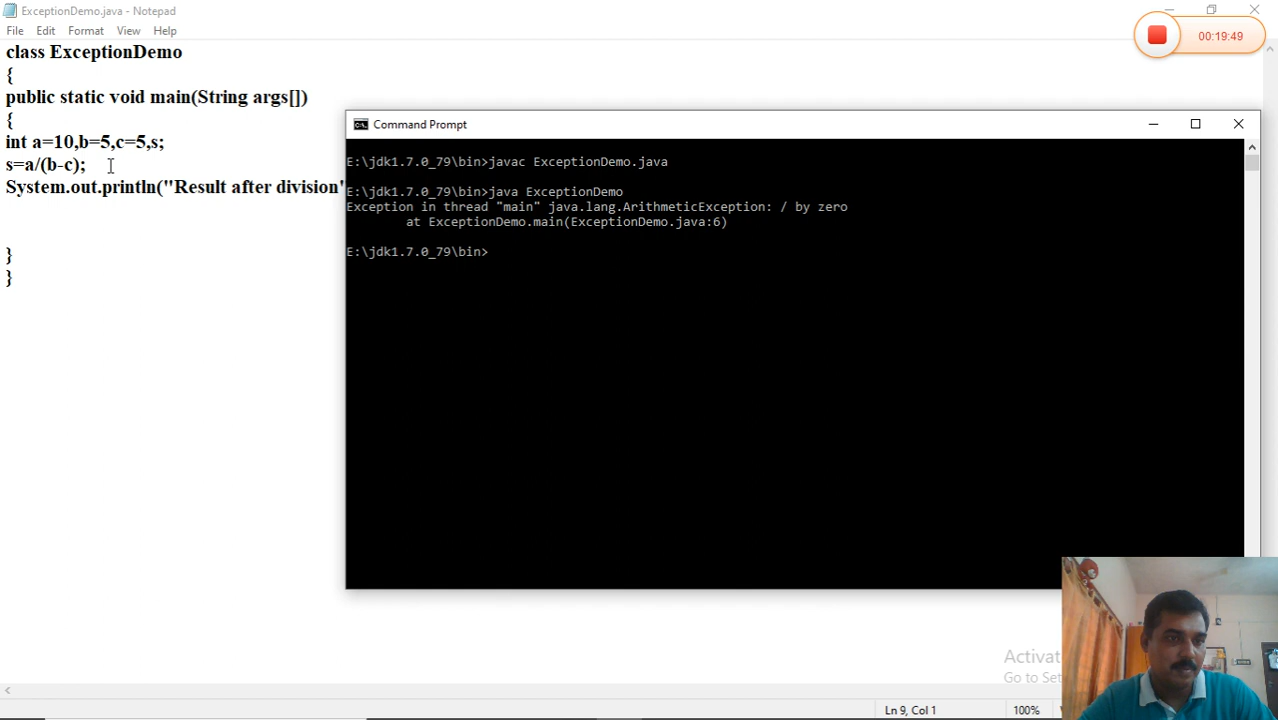 ExceptionDemo.java - Notepad
File Edit Format View Help
00:19:49
class ExceptionDemo
{
public static void main(String args[])
{
int a=10,b=5,c=5,s;
s=a/(b-c);
System.out.println("Result after division"
}
}
Command Prompt
E:\jdk1.7.0_79\bin>javac ExceptionDemo.java
E:\jdk1.7.0_79\bin>java ExceptionDemo
Exception in thread "main" java.lang.ArithmeticException: / by zero
at ExceptionDemo.main(ExceptionDemo.java:6)
E:\jdk1.7.0_79\bin>
Go to
Ln 9, Col 1
100%